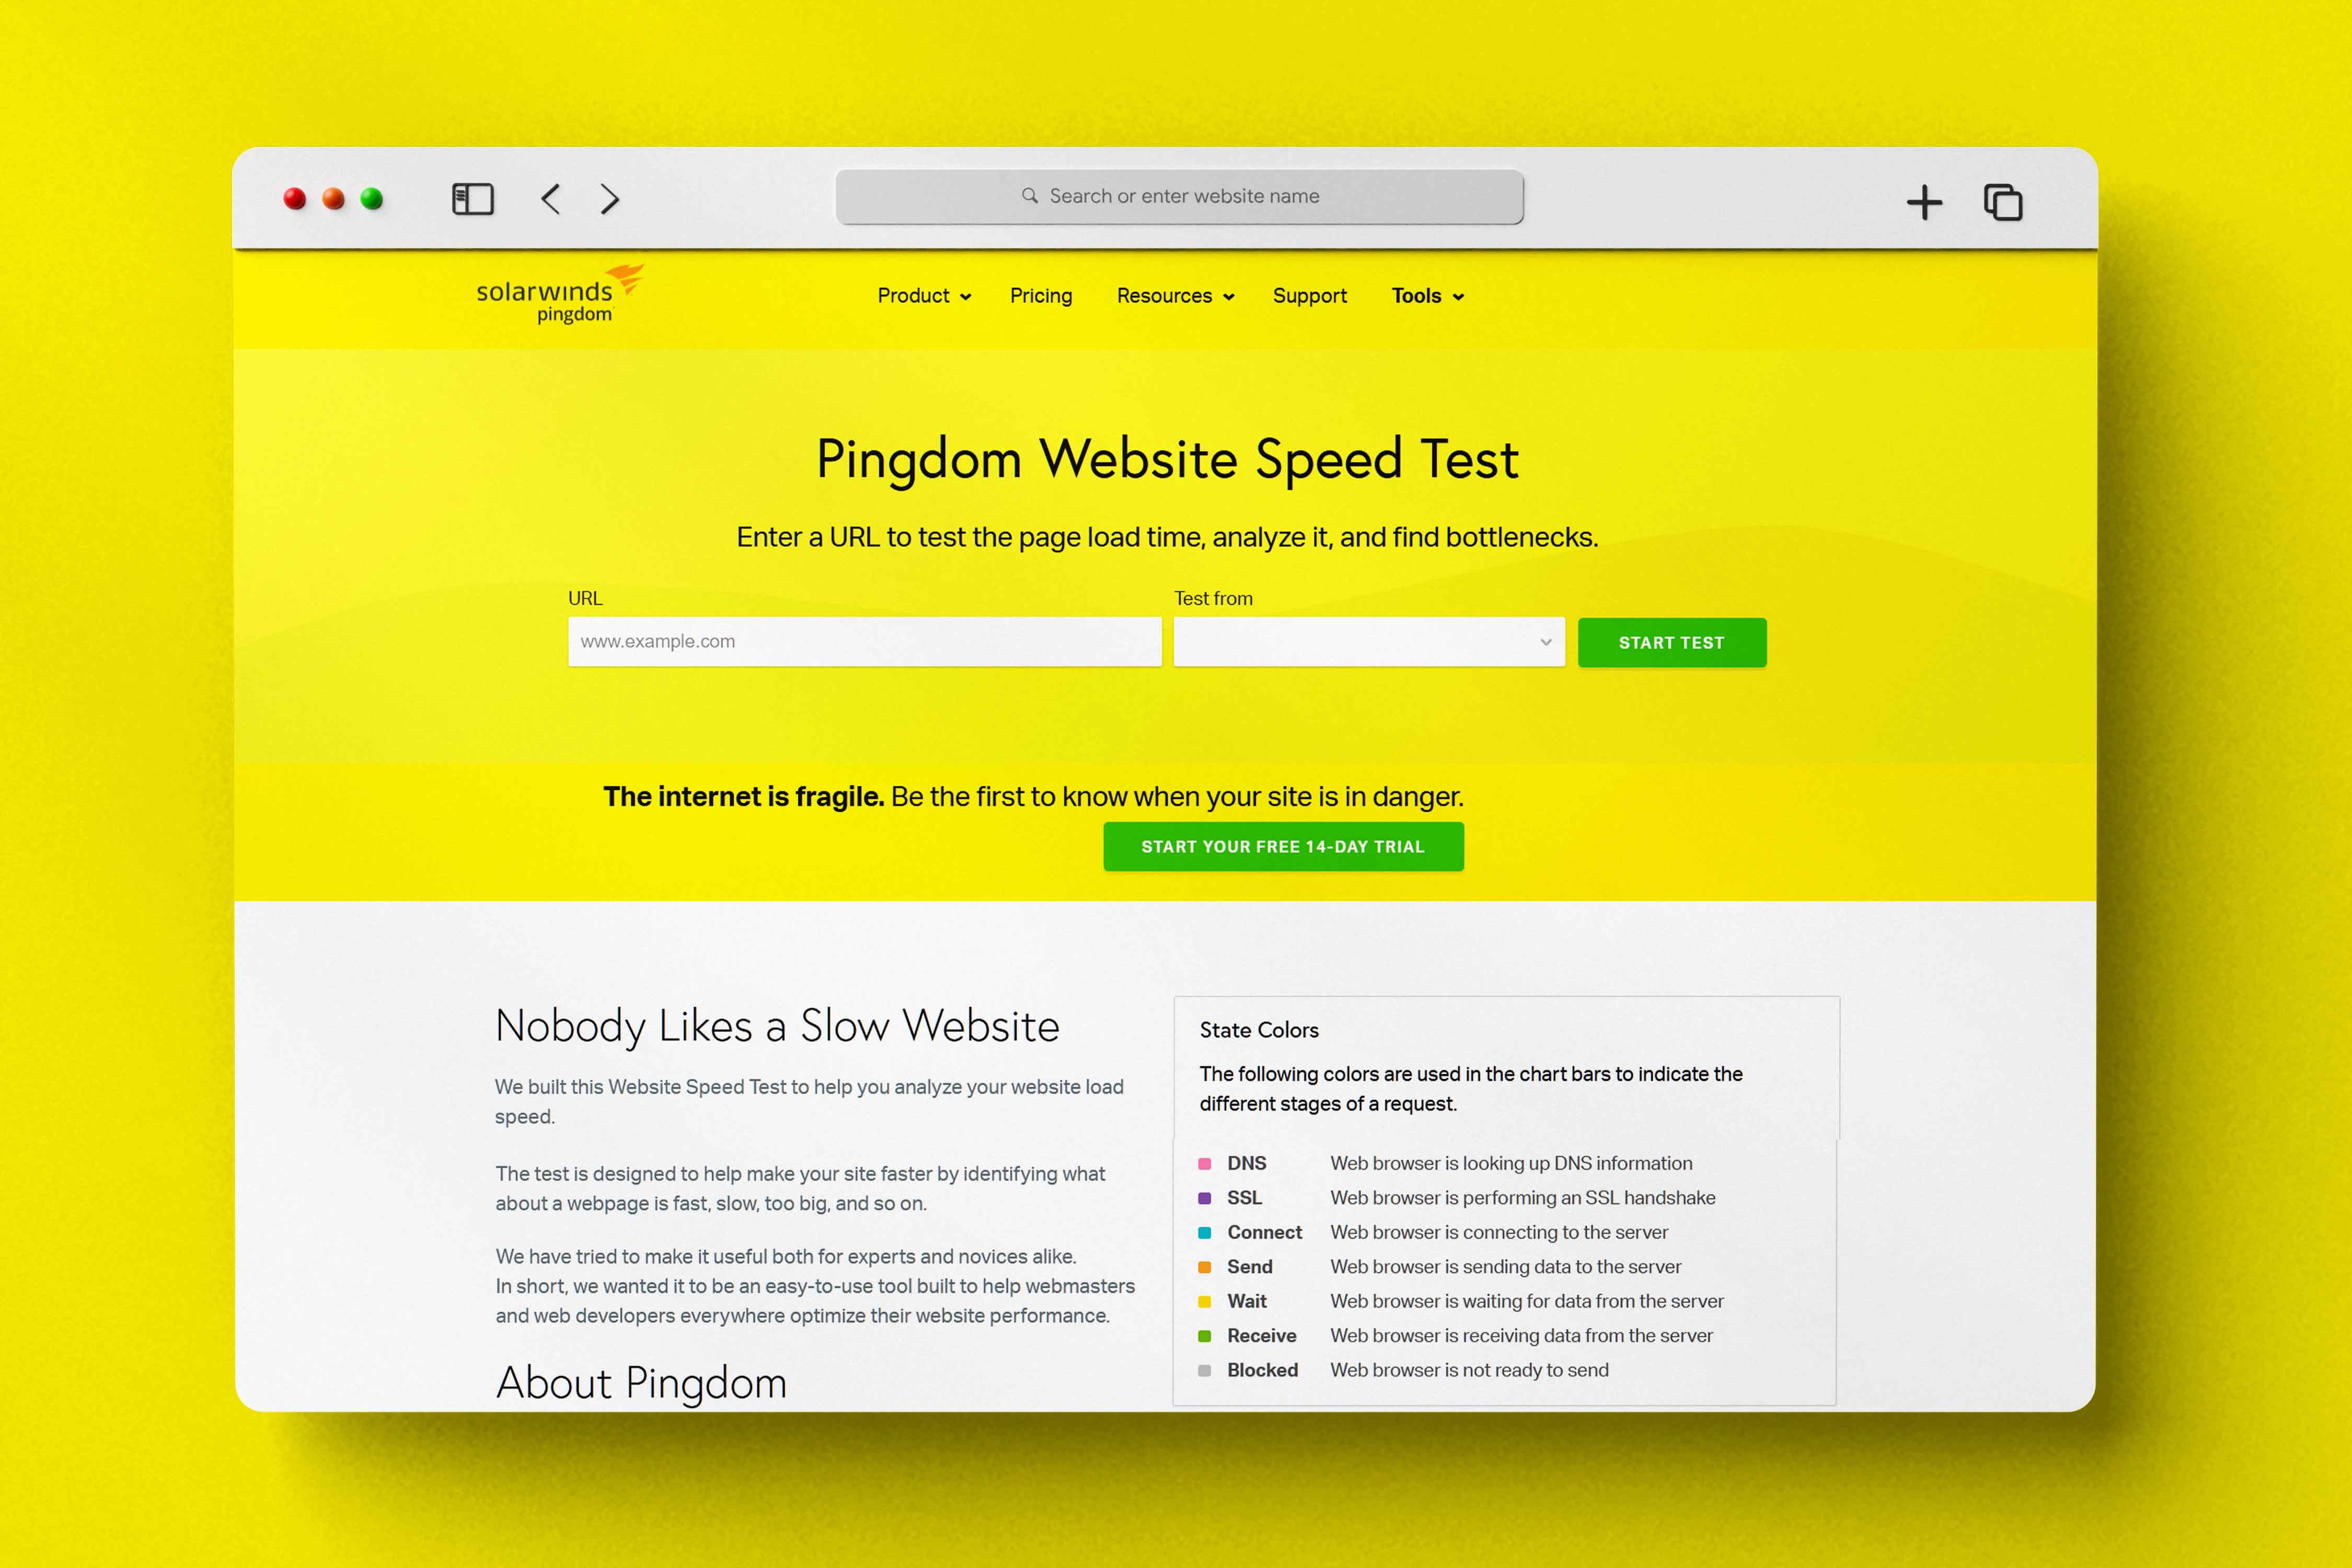 Search or enter website name
solarwinds
pingdom
Product Pricing Resources Support Tools
Pingdom Website Speed Test
Enter a URL to test the page load time, analyze it, and find bottlenecks.
URL Test from
www.example.com START TEST
The internet is fragile. Be the first to know when your site is in danger.
START YOUR FREE 14-DAY TRIAL
Nobody Likes a Slow Website
We built this Website Speed Test to help you analyze your website load
speed.
The test is designed to help make your site faster by identifying what
about a webpage is fast, slow, too big, and so on.
We have tried to make it useful both for experts and novices alike.
In short, we wanted it to be an easy-to-use tool built to help webmasters
and web developers everywhere optimize their website performance.
About Pingdom
State Colors
The following colors are used in the chart bars to indicate the
different stages of a request.
DNS Web browser is looking up DNS information
SSL Web browser is performing an SSL handshake
Connect Web browser is connecting to the server
Send Web browser is sending data to the server
Wait Web browser is waiting for data from the server
Receive Web browser is receiving data from the server
Blocked Web browser is not ready to send